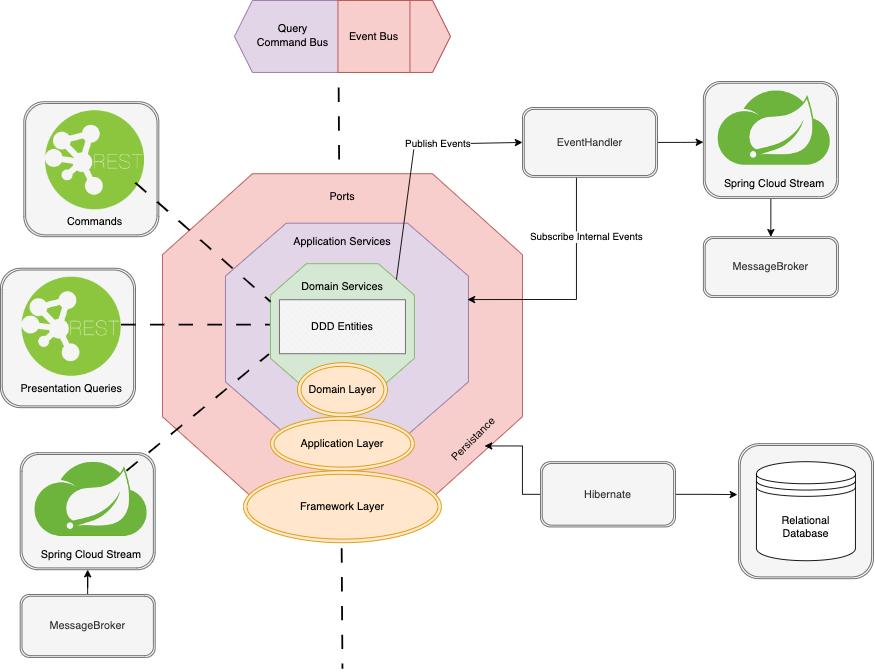 Query
Command Bus
Event Bus
Publish Events
EventHandler
Spring Cloud Stream
MessageBroker
Subscribe Internal Events
REST
Commands
REST
Presentation Queries
Spring Cloud Stream
MessageBroker
Ports
Application Services
Domain Services
DDD Entities
Domain Layer
Application Layer
Framework Layer
Persistance
Hibernate
Relational
Database